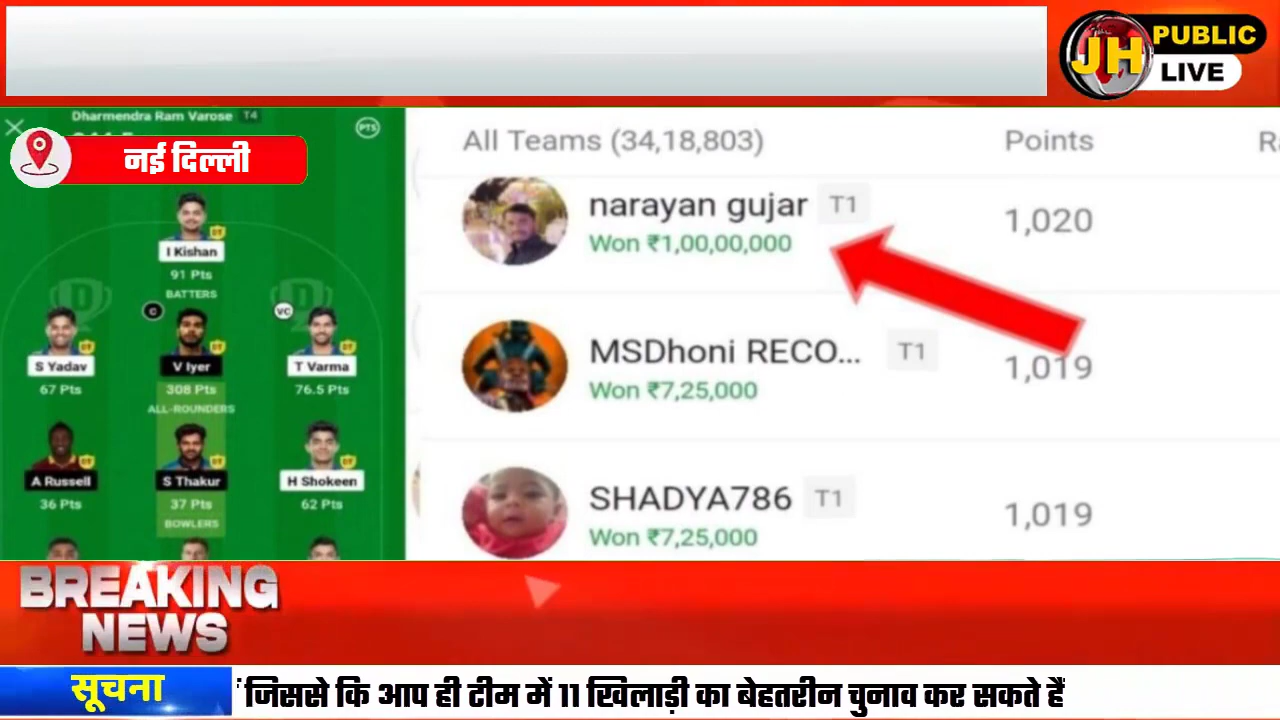 JH PUBLIC
LIVE
Dharmendra Ram Varose T4
PTS
नई दिल्ली
I Kishan
91 Pts
BATTERS
C
VC
S Yadav
V Iyer
T Varma
67 Pts
308 Pts
76.5 Pts
ALL-ROUNDERS
A Russell
S Thakur
H Shokeen
36 Pts
37 Pts
62 Pts
BOWLERS
All Teams (34,18,803) Points
narayan gujar T1 1,020
Won ₹1,00,00,000
MSDhoni RECO... T1 1,019
Won ₹7,25,000
SHADYA786 T1 1,019
Won ₹7,25,000
BREAKING
NEWS
सूचना
जिससे कि आप ही टीम में 11 खिलाड़ी का बेहतरीन चुनाव कर सकते हैं